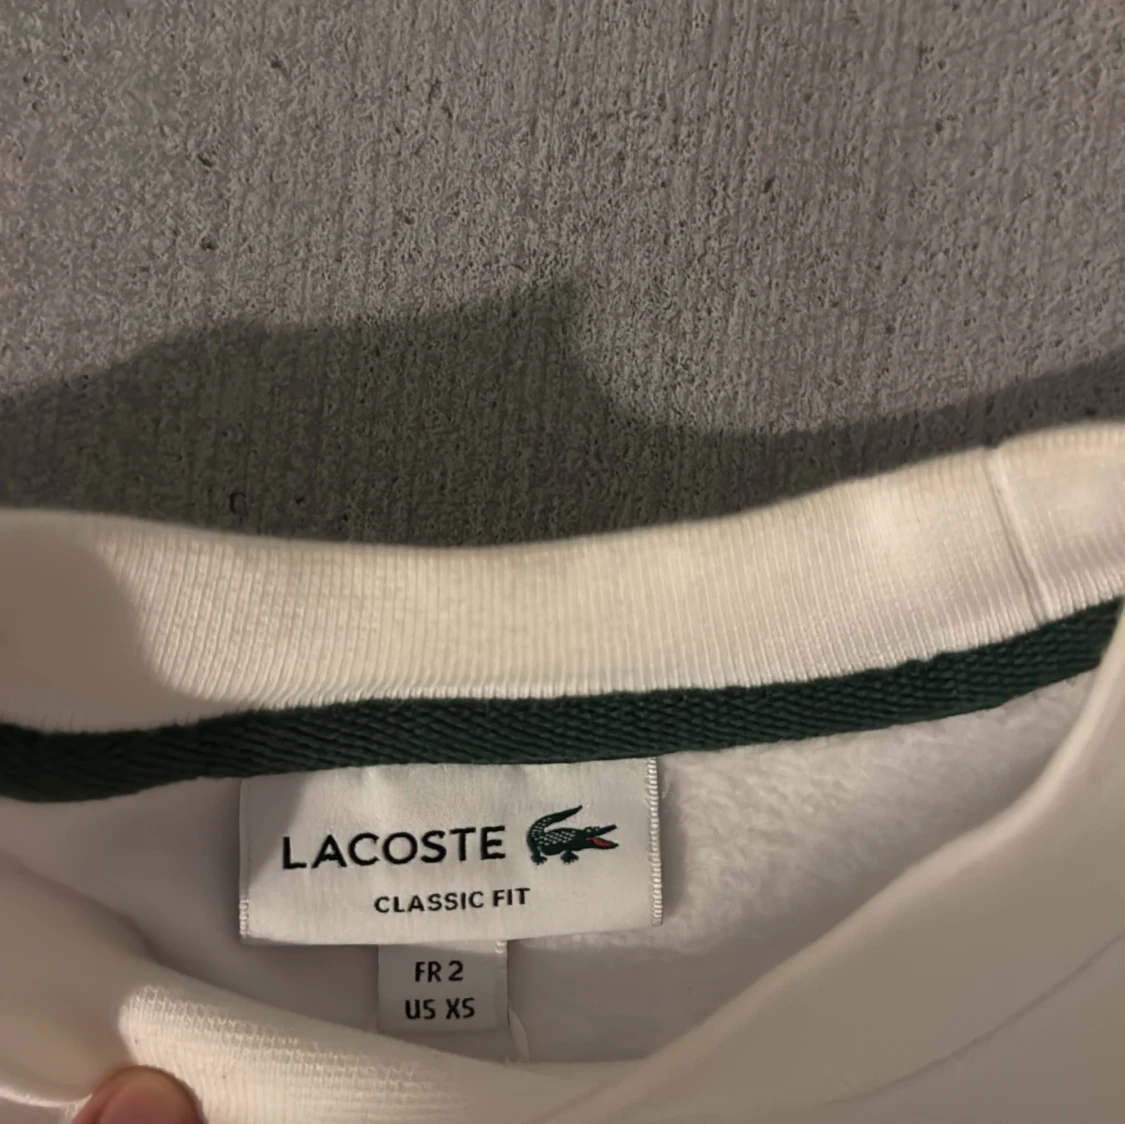 LACOSTE
CLASSIC FIT
FR 2
US XS